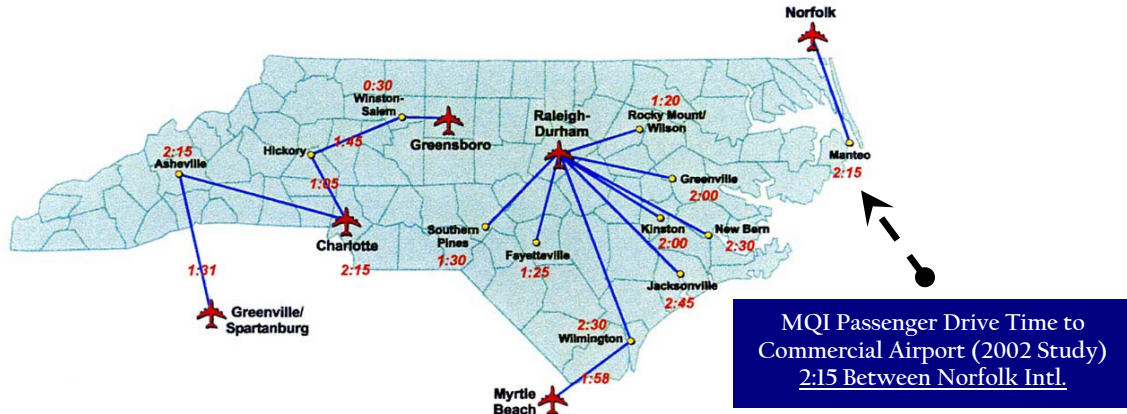 Norfolk
0:30
Winston-
Salem
Greensboro
Raleigh-
Durham
1:20
Rocky Mount/
Wilson
2:15
Asheville
Hickory
1:45
1:05
Manteo
2:15
Greenville
2:00
Charlotte
2:15
Southern
Pines
1:30
Fayetteville
1:25
Kinston
2:00
New Bern
2:30
Jacksonville
2:45
1:31
Greenville/
Spartanburg
2:30
Wilmington
1:58
Myrtle
Beach
MQI Passenger Drive Time to
Commercial Airport (2002 Study)
2:15 Between Norfolk Intl.